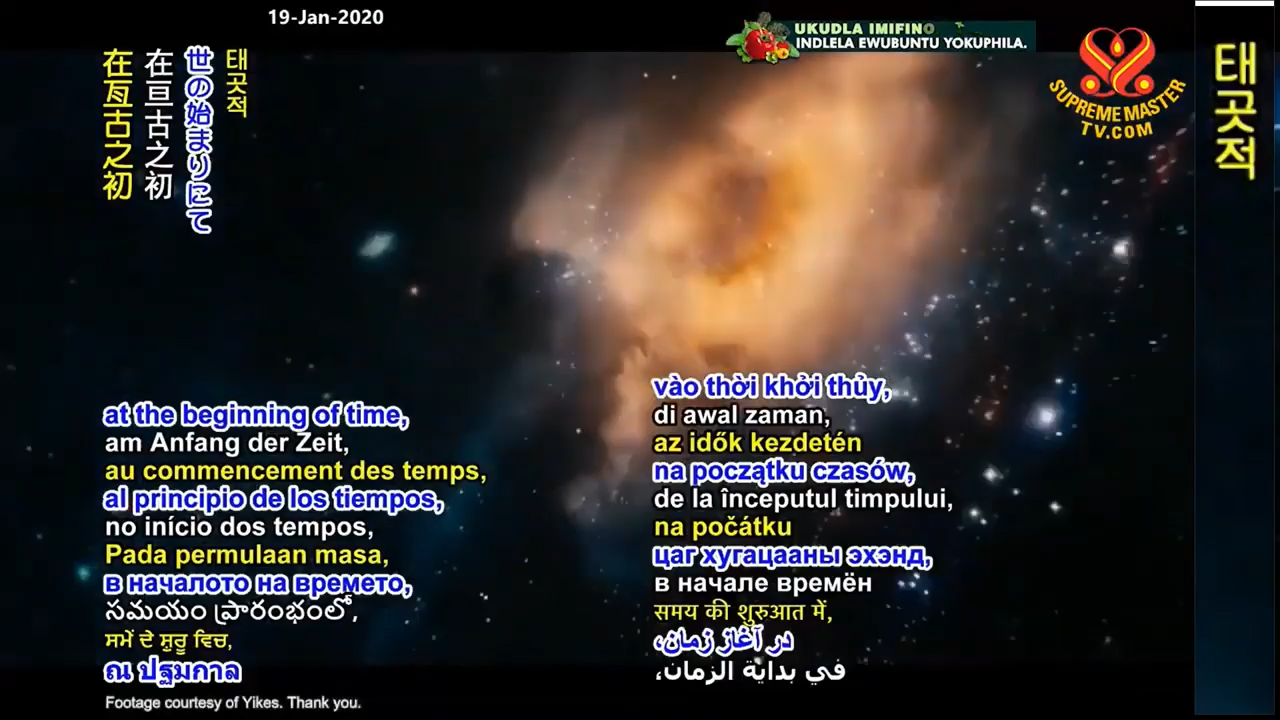 19-Jan-2020
UKUDLA IMIFINO
INDLELA EWUBUNTU YOKUPHILA.
SUPREME MASTER
TV.COM
태곳적
태곳적
世の始まりにて
在亘古之初
在亙古之初
at the beginning of time,
am Anfang der Zeit,
au commencement des temps,
al principio de los tiempos,
no início dos tempos,
Pada permulaan masa,
в началото на времето,
సమయం ప్రారంభంలో,
ਸਮੇਂ ਦੇ ਸ਼ੁਰੂ ਵਿਚ,
ณ ปฐมกาล
vào thời khởi thủy,
di awal zaman,
az idők kezdetén
na początku czasów,
de la începutul timpului,
na počátku
цаг хугацааны эхэнд,
в начале времён
समय की शुरुआत में,
در آغاز زمان،
في بداية الزمان،
Footage courtesy of Yikes. Thank you.